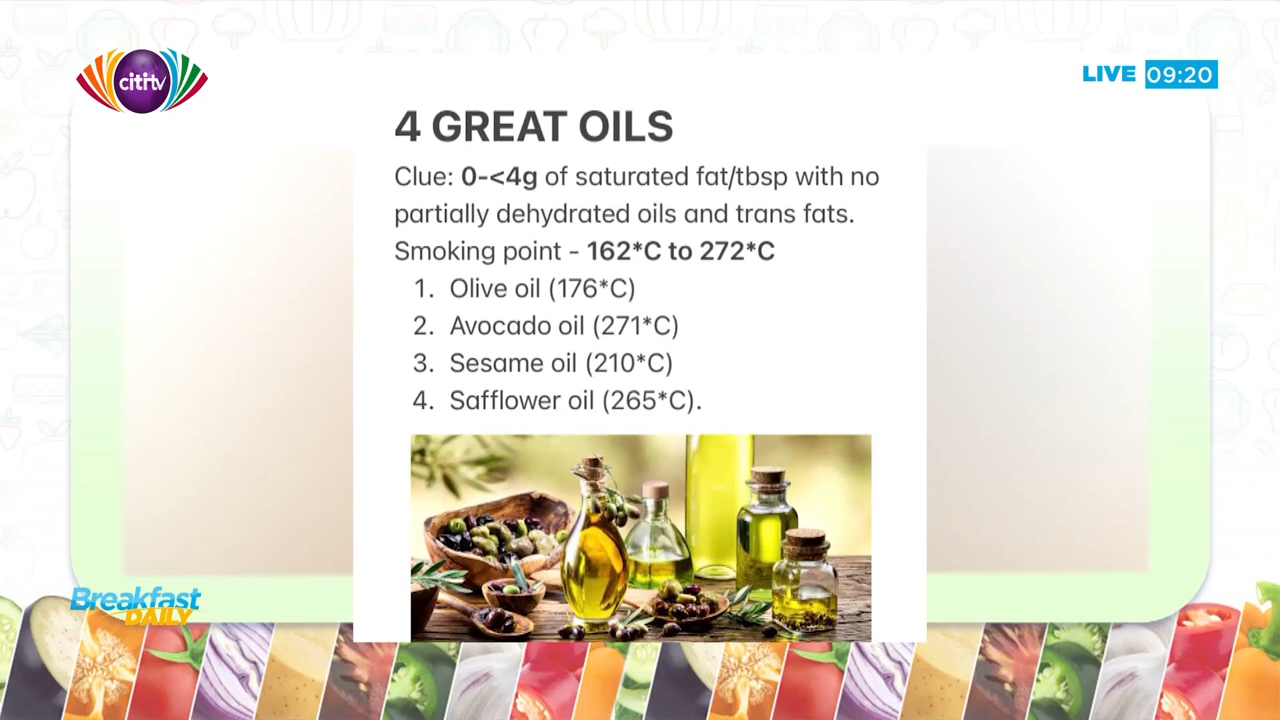 citi tv
LIVE 09:20
4 GREAT OILS
Clue: 0-<4g of saturated fat/tbsp with no
partially dehydrated oils and trans fats.
Smoking point - 162*C to 272*C
1. Olive oil (176*C)
2. Avocado oil (271*C)
3. Sesame oil (210*C)
4. Safflower oil (265*C).
Breakfast
DAILY